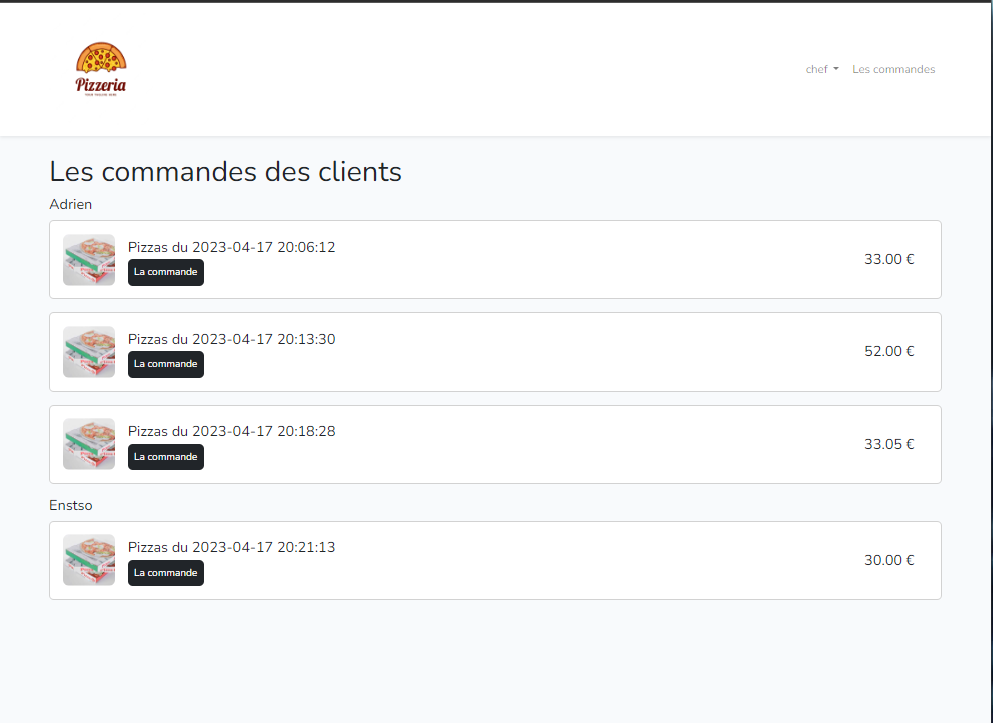 Pizzeria
chef
Les commandes
Les commandes des clients
Adrien
Pizzas du 2023-04-17 20:06:12
La commande
33.00 €
Pizzas du 2023-04-17 20:13:30
La commande
52.00 €
Pizzas du 2023-04-17 20:18:28
La commande
33.05 €
Enstso
Pizzas du 2023-04-17 20:21:13
La commande
30.00 €